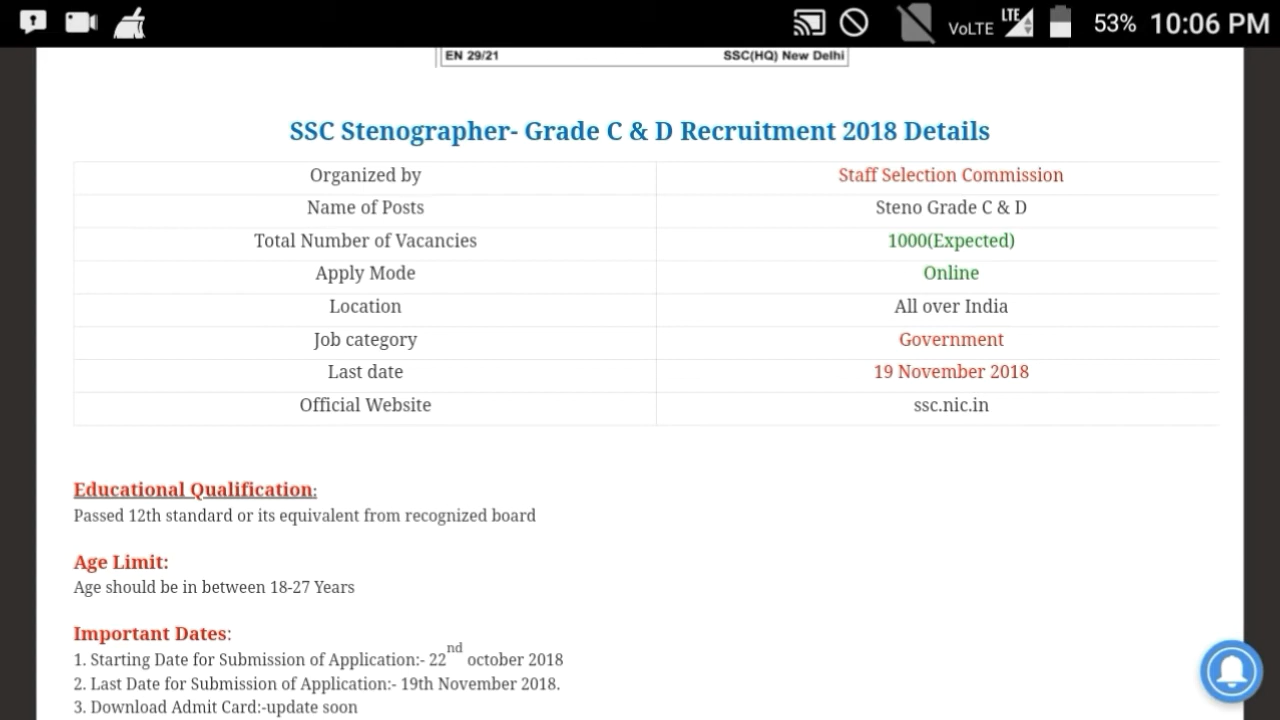 VoLTE LTE 53% 10:06 PM
EN 29/21 SSC(HQ) New Delhi
SSC Stenographer- Grade C & D Recruitment 2018 Details
Organized by Staff Selection Commission
Name of Posts Steno Grade C & D
Total Number of Vacancies 1000(Expected)
Apply Mode Online
Location All over India
Job category Government
Last date 19 November 2018
Official Website ssc.nic.in
Educational Qualification:
Passed 12th standard or its equivalent from recognized board
Age Limit:
Age should be in between 18-27 Years
Important Dates:
1. Starting Date for Submission of Application:- 22nd october 2018
2. Last Date for Submission of Application:- 19th November 2018.
3. Download Admit Card:-update soon